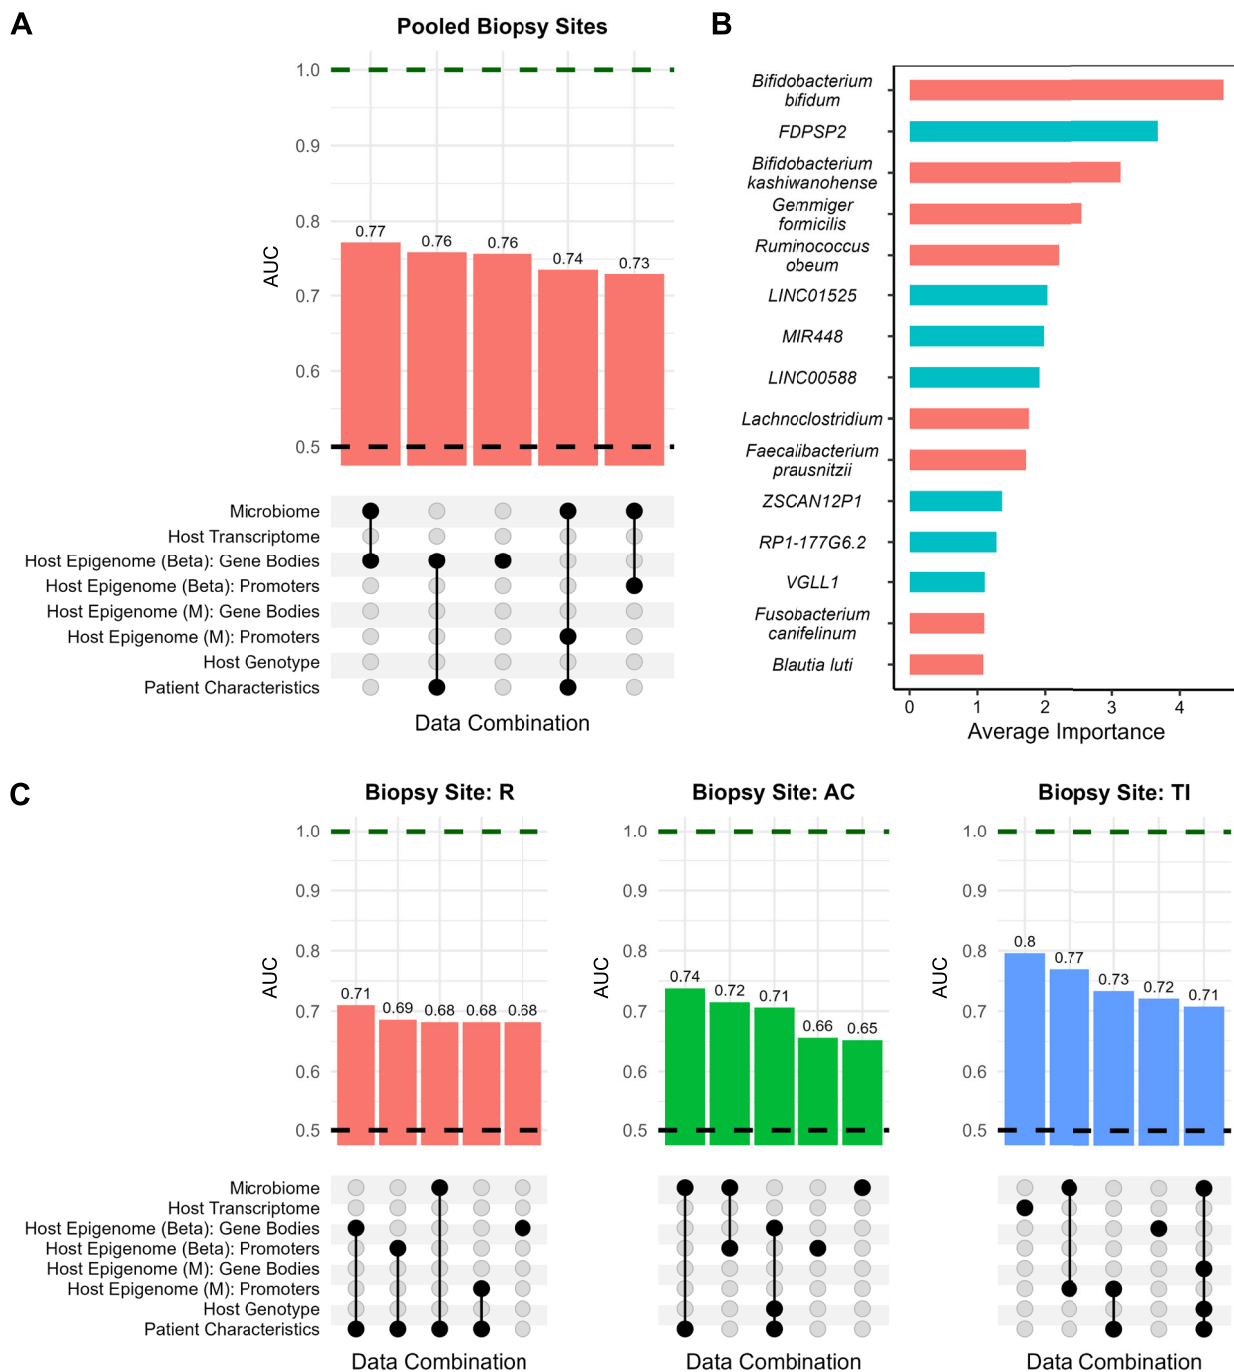 A
Pooled Biopsy Sites
1.0
0.9
0.8
0.7
0.6
0.5
AUC
0.77
0.76
0.76
0.74
0.73
Microbiome
Host Transcriptome
Host Epigenome (Beta): Gene Bodies
Host Epigenome (Beta): Promoters
Host Epigenome (M): Gene Bodies
Host Epigenome (M): Promoters
Host Genotype
Patient Characteristics
Data Combination
B
Bifidobacterium
bifidum
FDPSP2
Bifidobacterium
kashiwanohense
Gemmiger
formicilis
Ruminococcus
obeum
LINC01525
MIR448
LINC00588
Lachnoclostridium
Faecalibacterium
prausnitzii
ZSCAN12P1
RP1-177G6.2
VGLL1
Fusobacterium
canifelinum
Blautia luti
0 1 2 3 4
Average Importance
C
Biopsy Site: R
1.0
0.9
0.8
0.7
0.6
0.5
AUC
0.71
0.69
0.68
0.68
0.38
Microbiome
Host Transcriptome
Host Epigenome (Beta): Gene Bodies
Host Epigenome (Beta): Promoters
Host Epigenome (M): Gene Bodies
Host Epigenome (M): Promoters
Host Genotype
Patient Characteristics
Data Combination
Biopsy Site: AC
1.0
0.9
0.8
0.7
0.6
0.5
AUC
0.74
0.72
0.71
0.66
0.65
Data Combination
Biopsy Site: TI
1.0
0.9
0.8
0.7
0.6
0.5
AUC
0.8
0.77
0.73
0.72
0.71
Data Combination